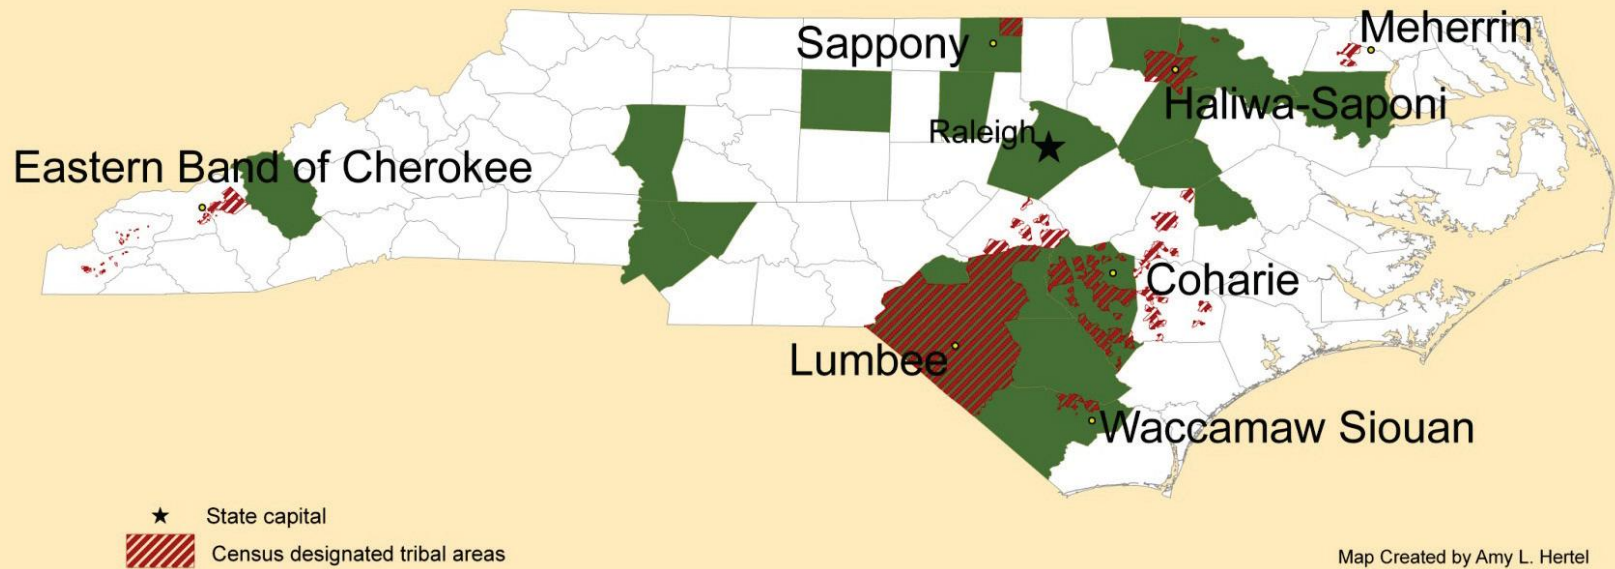 Meherrin
Sappony
Haliwa-Saponi
Raleigh
Eastern Band of Cherokee
Coharie
Lumbee
Waccamaw Siouan
State capital
Census designated tribal areas
Map Created by Amy L. Hertel